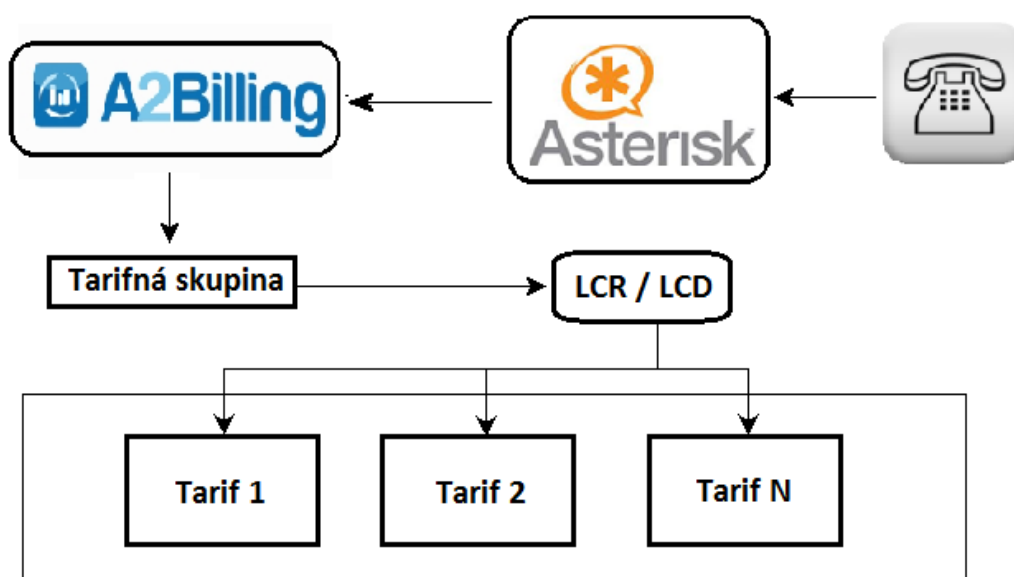 A2Billing
Asterisk
Tarifná skupina
LCR / LCD
Tarif 1
Tarif 2
Tarif N